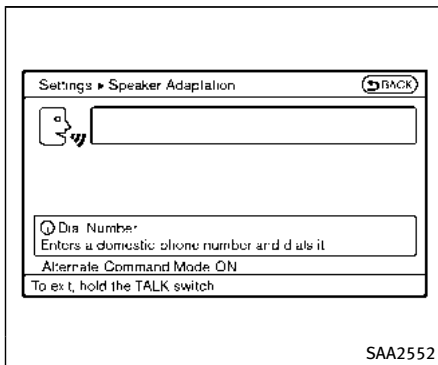 Settings ▸ Speaker Adaptation
BACK
Dial Number
Enters a domestic phone number and dials it
Alternate Command Mode ON
To exit, hold the TALK switch
SAA2552